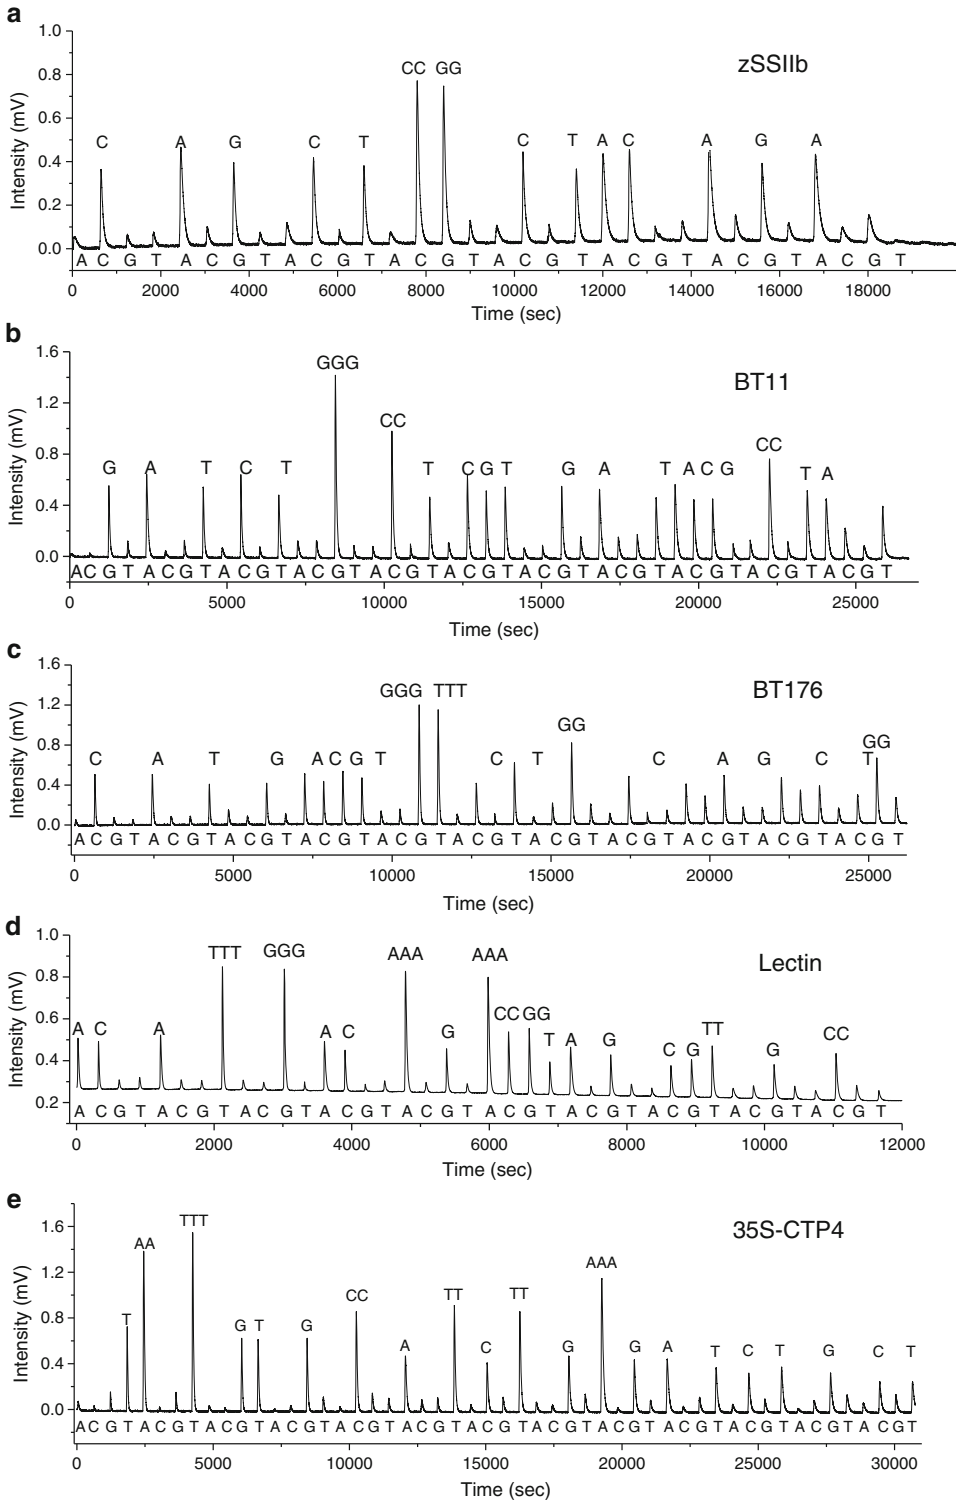 a
zSSIIb
Intensity (mV)
1.0
0.8
0.6
0.4
0.2
0.0
CC GG
C A G C T C T A C A G A
A C G T A C G T A C G T A C G T A C G T A C G T A C G T A C G T
0 2000 4000 6000 8000 10000 12000 14000 16000 18000
Time (sec)
b
BT11
Intensity (mV)
1.6
1.2
0.8
0.4
0.0
GGG
CC
CC
G A T C T T C G T G A T A C G T A
A C G T A C G T A C G T A C G T A C G T A C G T A C G T A C G T A C G T A C G T A C G T
0 5000 10000 15000 20000 25000
Time (sec)
c
BT176
Intensity (mV)
1.6
1.2
0.8
0.4
0.0
GGG TTT
GG
GG
C A T G A C G T C T C A G C T
A C G T A C G T A C G T A C G T A C G T A C G T A C G T A C G T A C G T A C G T A C G T
0 5000 10000 15000 20000 25000
Time (sec)
d
Lectin
Intensity (mV)
1.0
0.8
0.6
0.4
0.2
TTT GGG AAA AAA
CC GG
TT
CC
A C A A C G T A G C G G
A C G T A C G T A C G T A C G T A C G T A C G T A C G T A C G T A C G T A C G T
0 2000 4000 6000 8000 10000 12000
Time (sec)
e
35S-CTP4
Intensity (mV)
1.6
1.2
0.8
0.4
0.0
TTT
AA
AAA
CC TT TT
T G T G A C G G A T C T G C T
A C G T A C G T A C G T A C G T A C G T A C G T A C G T A C G T A C G T A C G T A C G T A C G T A C G T
0 5000 10000 15000 20000 25000 30000
Time (sec)